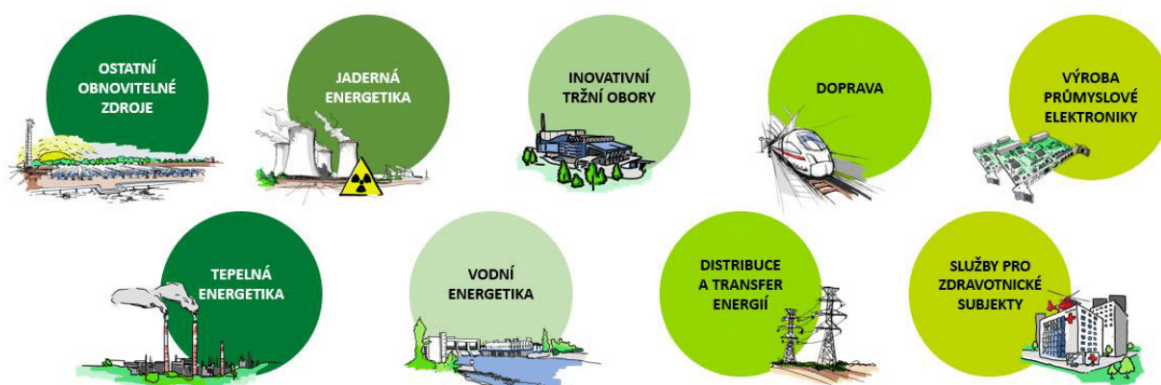 OSTATNÍ
OBNOVITELNÉ
ZDROJE
JADERNÁ
ENERGETIKA
INOVATIVNÍ
TRŽNÍ OBORY
DOPRAVA
VÝROBA
PRŮMYSLOVÉ
ELEKTRONIKY
TEPELNÁ
ENERGETIKA
VODNÍ
ENERGETIKA
DISTRIBUCE
A TRANSFER
ENERGIÍ
SLUŽBY PRO
ZDRAVOTNICKÉ
SUBJEKTY